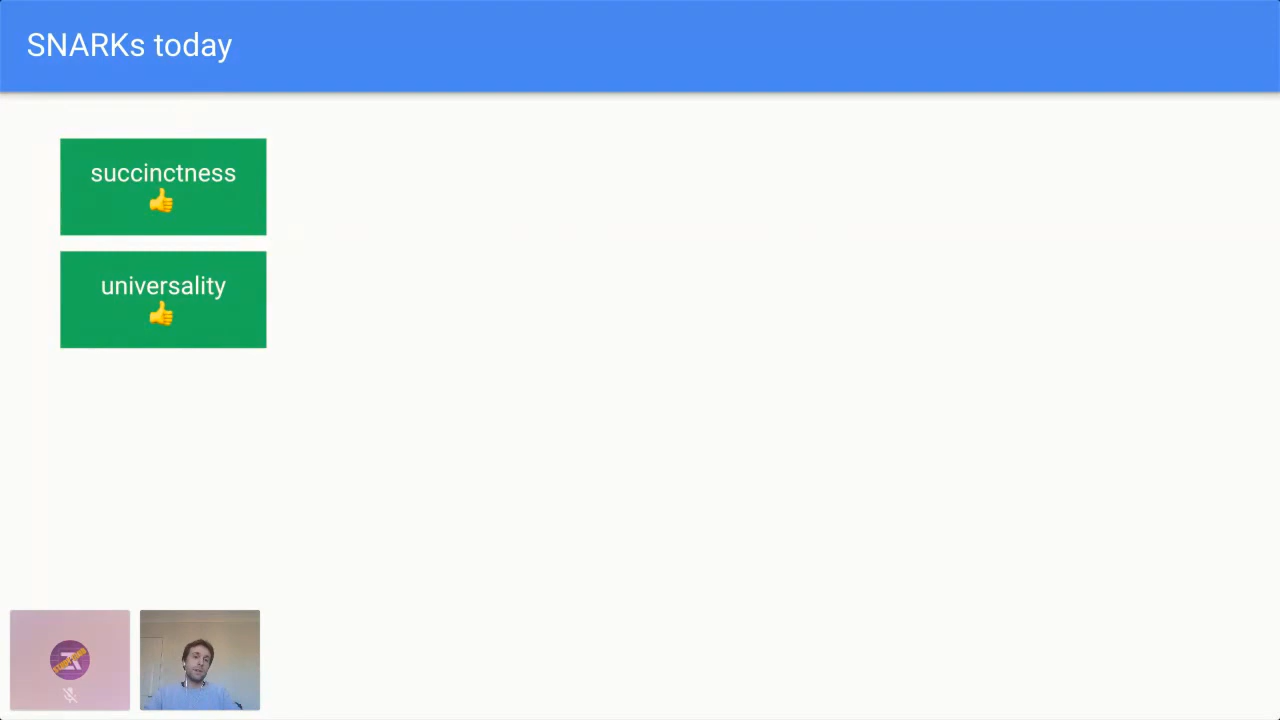 SNARKs today
succinctness
👍
universality
👍